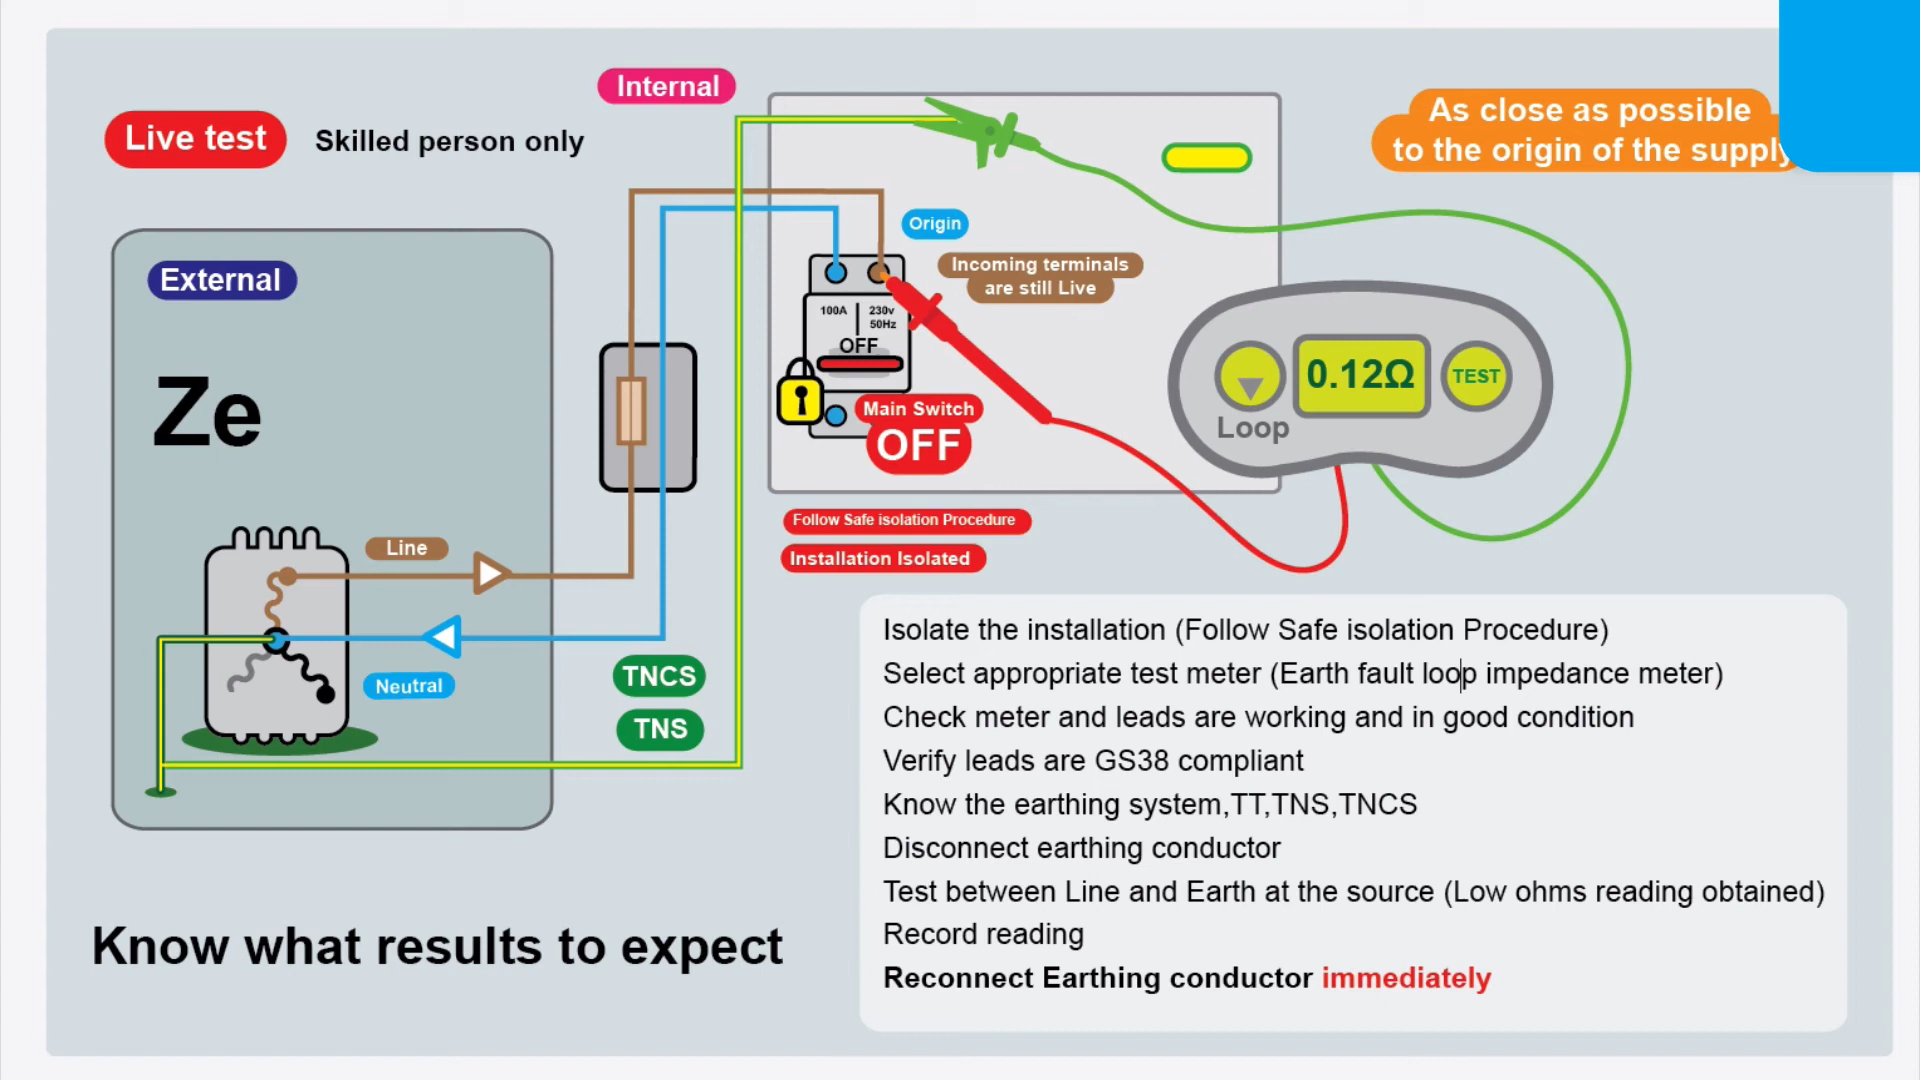 Internal
Live test
Skilled person only
As close as possible
to the origin of the supply
External
Origin
Incoming terminals
are still Live
Ze
100A
230v
50Hz
OFF
Main Switch
OFF
0.12Ω
TEST
Loop
Follow Safe isolation Procedure
Installation Isolated
Line
Neutral
TNCS
TNS
Isolate the installation (Follow Safe isolation Procedure)
Select appropriate test meter (Earth fault loop impedance meter)
Check meter and leads are working and in good condition
Verify leads are GS38 compliant
Know the earthing system,TT,TNS,TNCS
Disconnect earthing conductor
Test between Line and Earth at the source (Low ohms reading obtained)
Record reading
Reconnect Earthing conductor immediately
Know what results to expect